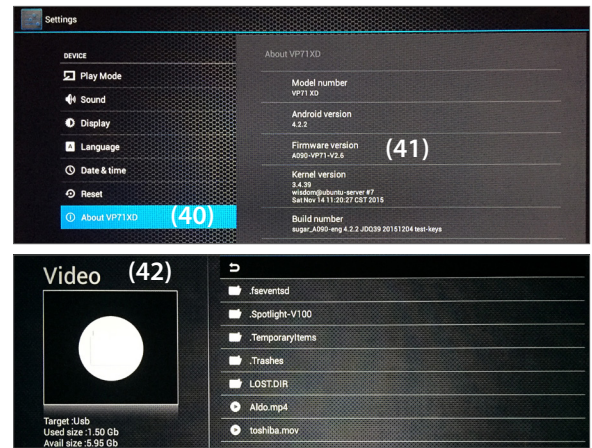 Settings
DEVICE
Play Mode
Sound
Display
A Language
Date & time
Reset
About VP71XD
(40)
About VP71XD
Model number
VP71 XD
Android version
4.2.2
Firmware version
A090-VP71-V2.6
(41)
Kernel version
3.4.39
wisdom@ubuntu-server #7
Sat Nov 14 11:20:27 CST 2015
Build number
sugar_A090-eng 4.2.2 JDQ39 20151204 test-keys
Video
(42)
Target :Usb
Used size :1.50 Gb
Avail size :5.95 Gb
.fseventsd
.Spotlight-V100
.TemporaryItems
.Trashes
LOST.DIR
Aldo.mp4
toshiba.mov